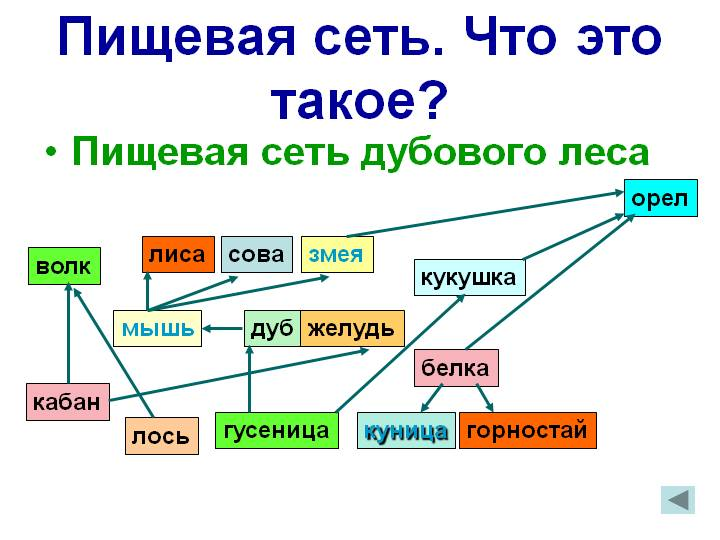 Пищевая сеть. Что это
такое?
• Пищевая сеть дубового леса
орел
лиса
сова
змея
волк
кукушка
мышь
дуб
желудь
белка
кабан
лось
гусеница
куница
горностай